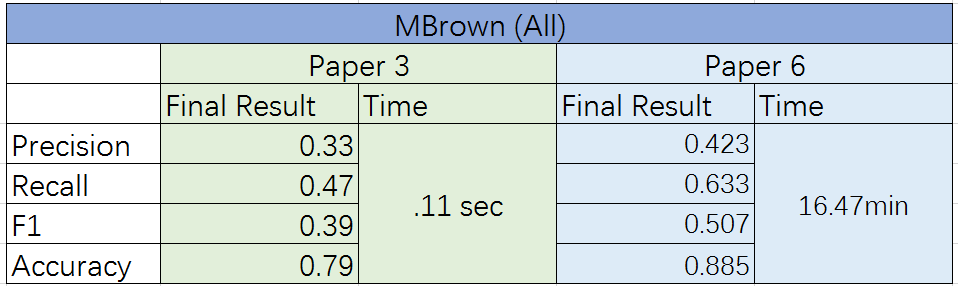 MBrown (All)
Paper 3 Paper 6
Final Result Time Final Result Time
Precision 0.33 0.423
Recall 0.47 0.633
.11 sec 16.47min
F1 0.39 0.507
Accuracy 0.79 0.885